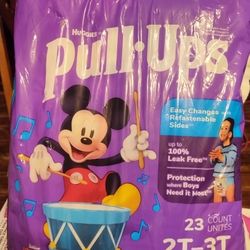 HUGGIES
Pull-Ups
Easy Changes with
Refastenable
Sides
up to
100%
Leak Free
Protection
where Boys
Need it Most
23 COUNT
UNITÉS
2T-3T